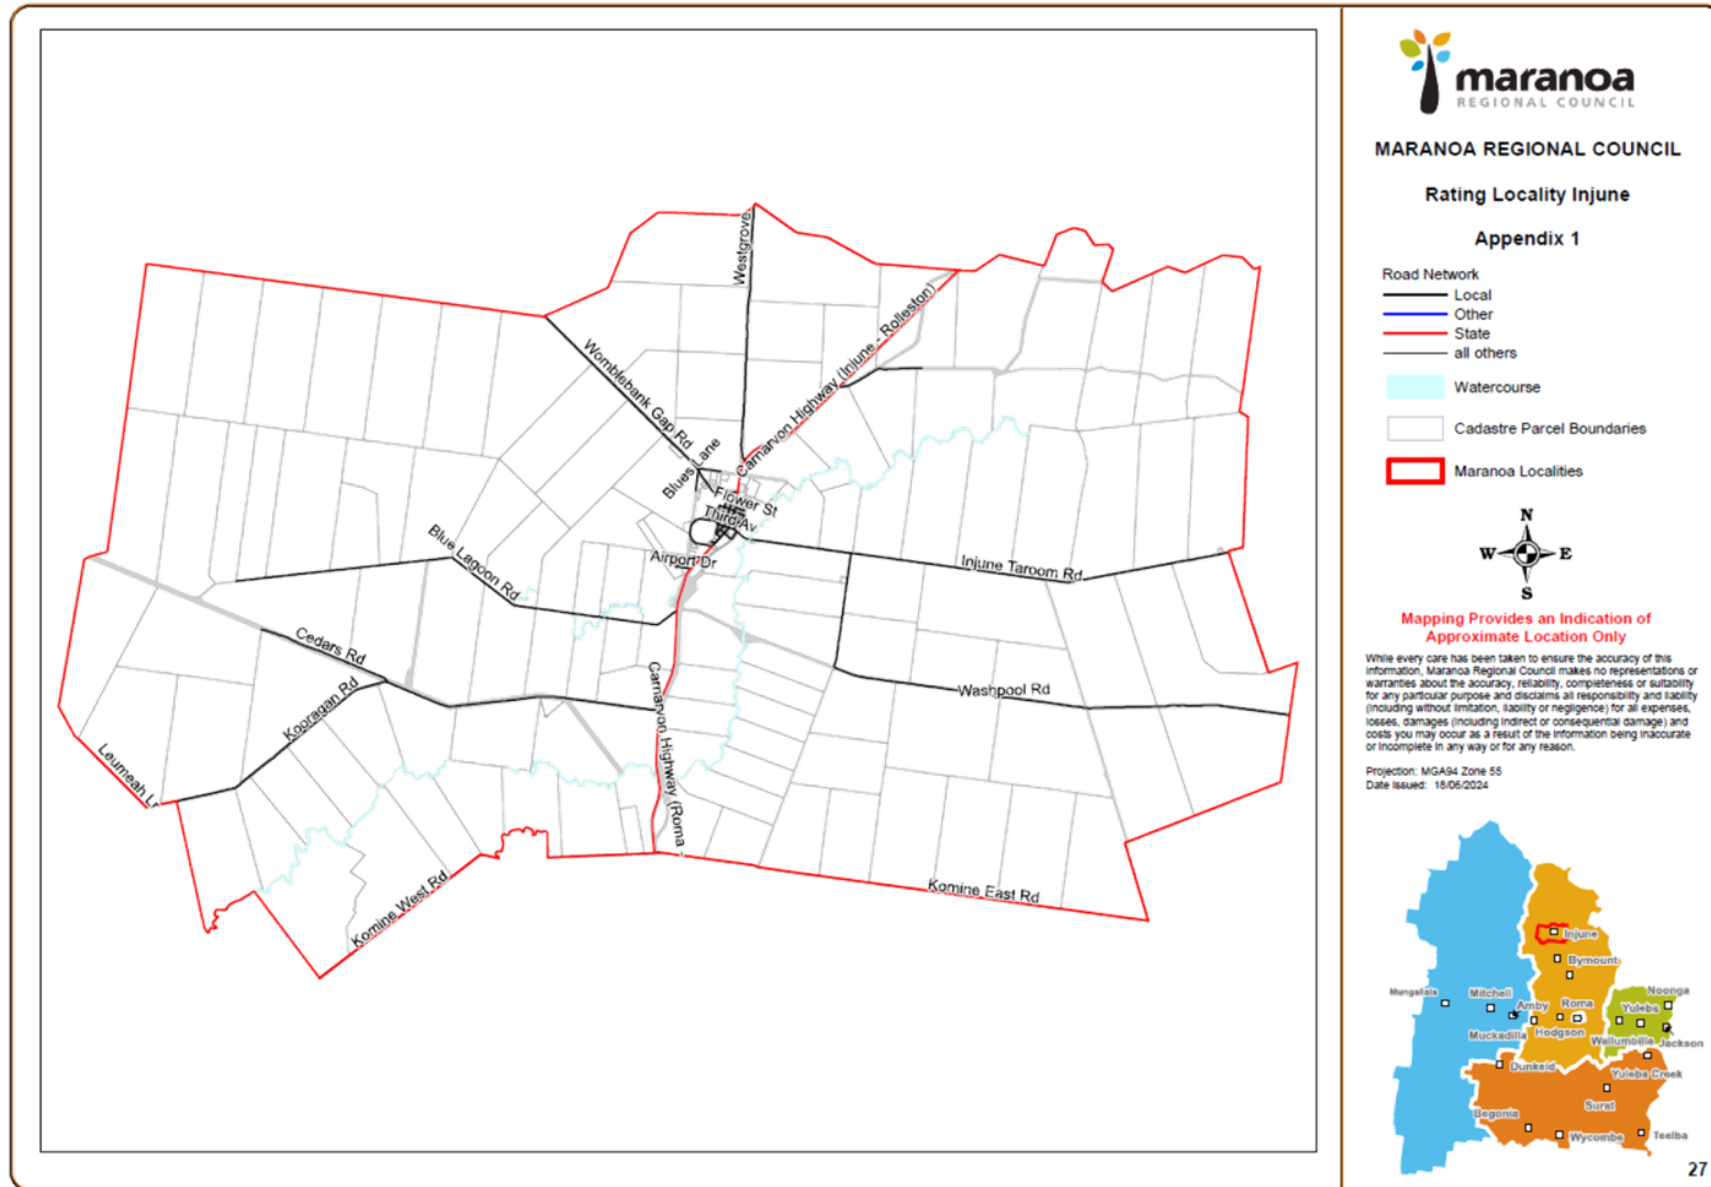 Westgrove
Carnarvon Highway (Injune - Rolleston)
Womblebank Gap Rd
Blues Lane
Flower St
Third Av
Airport Dr
Blue Lagoon Rd
Injune Taroom Rd
Cedars Rd
Kooragan Rd
Washpool Rd
Carnarvon Highway (Roma -
Leumeah Ln
Komine West Rd
Komine East Rd
maranoa
REGIONAL COUNCIL
MARANOA REGIONAL COUNCIL
Rating Locality Injune
Appendix 1
Road Network
Local
Other
State
all others
Watercourse
Cadastre Parcel Boundaries
Maranoa Localities
N
W E
S
Mapping Provides an Indication of
Approximate Location Only
While every care has been taken to ensure the accuracy of this
information, Maranoa Regional Council makes no representations or
warranties about the accuracy, reliability, completeness or suitability
for any particular purpose and disclaims all responsibility and liability
(including without limitation, liability or negligence) for all expenses,
losses, damages (including indirect or consequential damage) and
costs you may occur as a result of the information being inaccurate
or incomplete in any way or for any reason.
Projection: MGA94 Zone 55
Date Issued: 18/06/2024
Injune
Bymount
Mungallala
Mitchell
Amby
Roma
Noonga
Yuleba
Muckadilla
Hodgson
Wallumbilla
Jackson
Dunkeld
Yuleba Creek
Surat
Begonia
Wycombe
Teelba
27